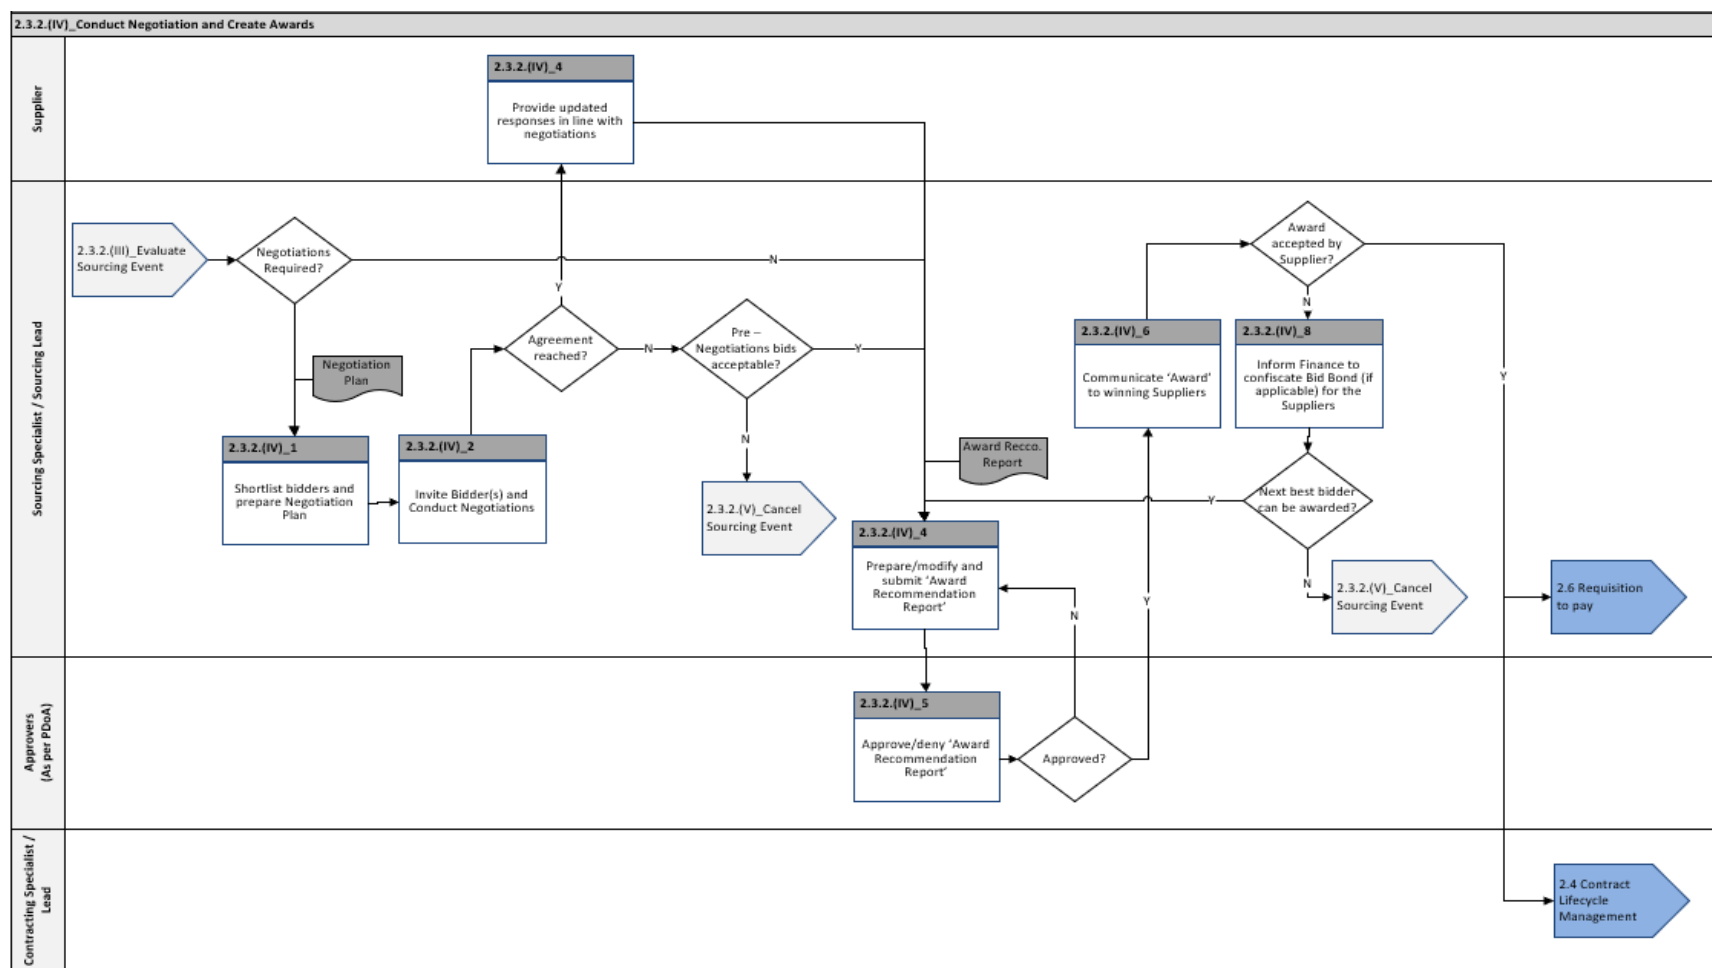 2.3.2.(IV)_Conduct Negotiation and Create Awards
Supplier
2.3.2.(IV)_4
Provide updated
responses in line with
negotiations
Sourcing Specialist / Sourcing Lead
2.3.2.(III)_Evaluate
Sourcing Event
Negotiations
Required?
N
Y
Negotiation
Plan
2.3.2.(IV)_1
Shortlist bidders and
prepare Negotiation
Plan
2.3.2.(IV)_2
Invite Bidder(s) and
Conduct Negotiations
Agreement
reached?
N
Pre –
Negotiations bids
acceptable?
Y
N
2.3.2.(V)_Cancel
Sourcing Event
Award Recco.
Report
2.3.2.(IV)_4
Prepare/modify and
submit ‘Award
Recommendation
Report’
N
Y
2.3.2.(IV)_6
Communicate ‘Award’
to winning Suppliers
Award
accepted by
Supplier?
N
Y
2.3.2.(IV)_8
Inform Finance to
confiscate Bid Bond (if
applicable) for the
Suppliers
Next best bidder
can be awarded?
Y
N
2.3.2.(V)_Cancel
Sourcing Event
2.6 Requisition
to pay
Approvers
(As per PDoA)
2.3.2.(IV)_5
Approve/deny ‘Award
Recommendation
Report’
Approved?
Contracting Specialist /
Lead
2.4 Contract
Lifecycle
Management